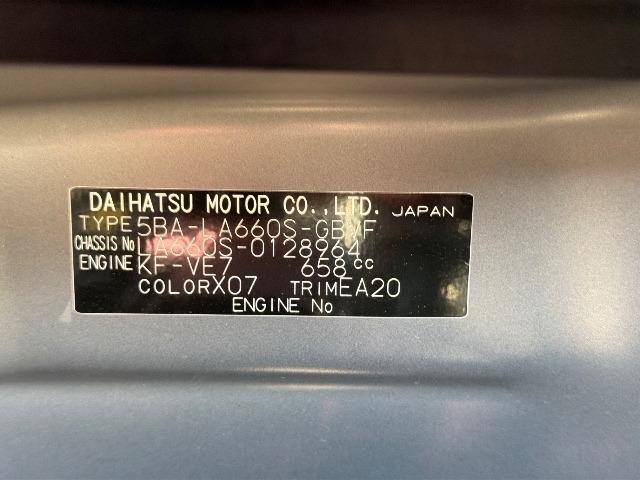 DAIHATSU MOTOR CO.,LTD. JAPAN
TYPE 5BA-LA660S-GBVF
CHASSIS No LA660S-0128964
ENGINE KF-VE7 658cc
COLOR X07 TRIM EA20
ENGINE No